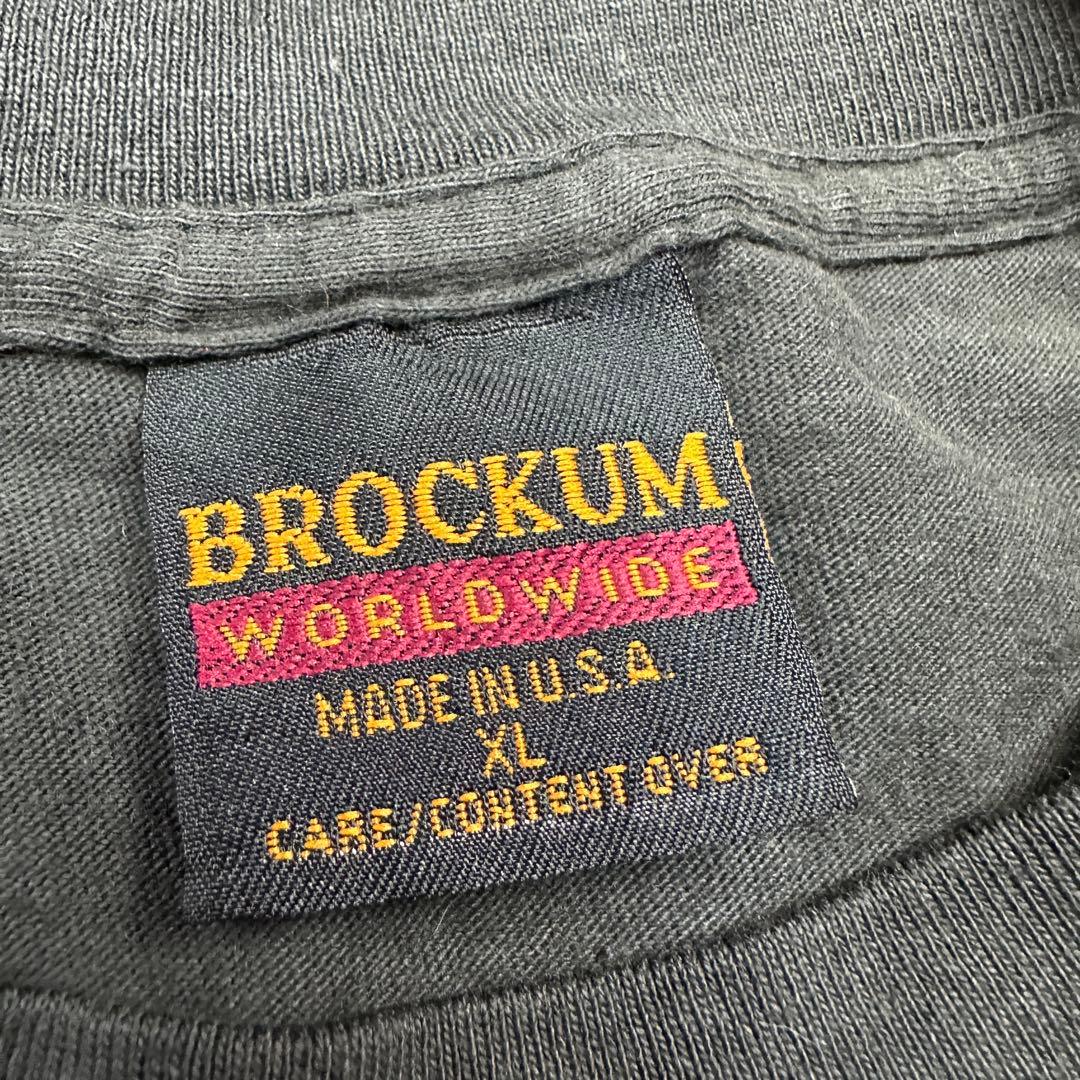 BROCKUM
WORLDWIDE
MADE IN U.S.A.
XL
CARE/CONTENT OVER